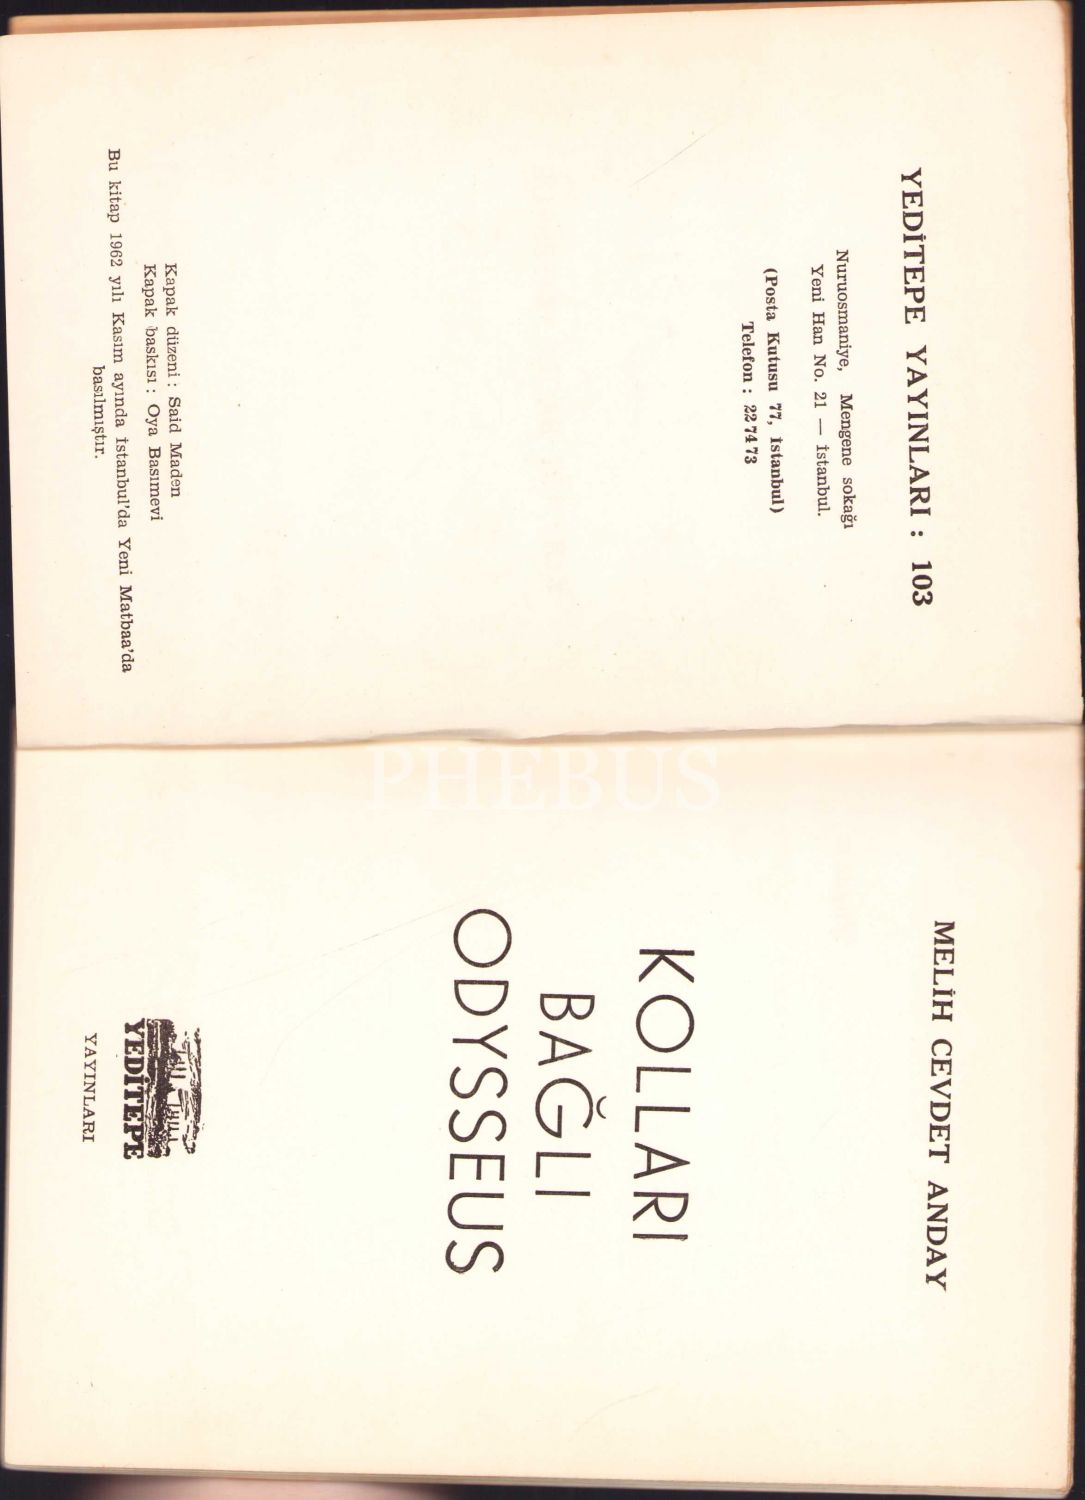 YEDİTEPE YAYINLARI : 103
Nuruosmaniye, Mengene sokağı
Yeni Han No. 21 — İstanbul.
(Posta Kutusu 77, İstanbul)
Telefon : 22 74 73
Kapak düzeni : Said Maden
Kapak baskısı : Oya Basımevi
Bu kitap 1962 yılı Kasım ayında İstanbul'da Yeni Matbaa'da
basılmıştır.
PHEBUS
MELİH CEVDET ANDAY
KOLLARI
BAĞLI
ODYSSEUS
YEDİTEPE
YAYINLARI